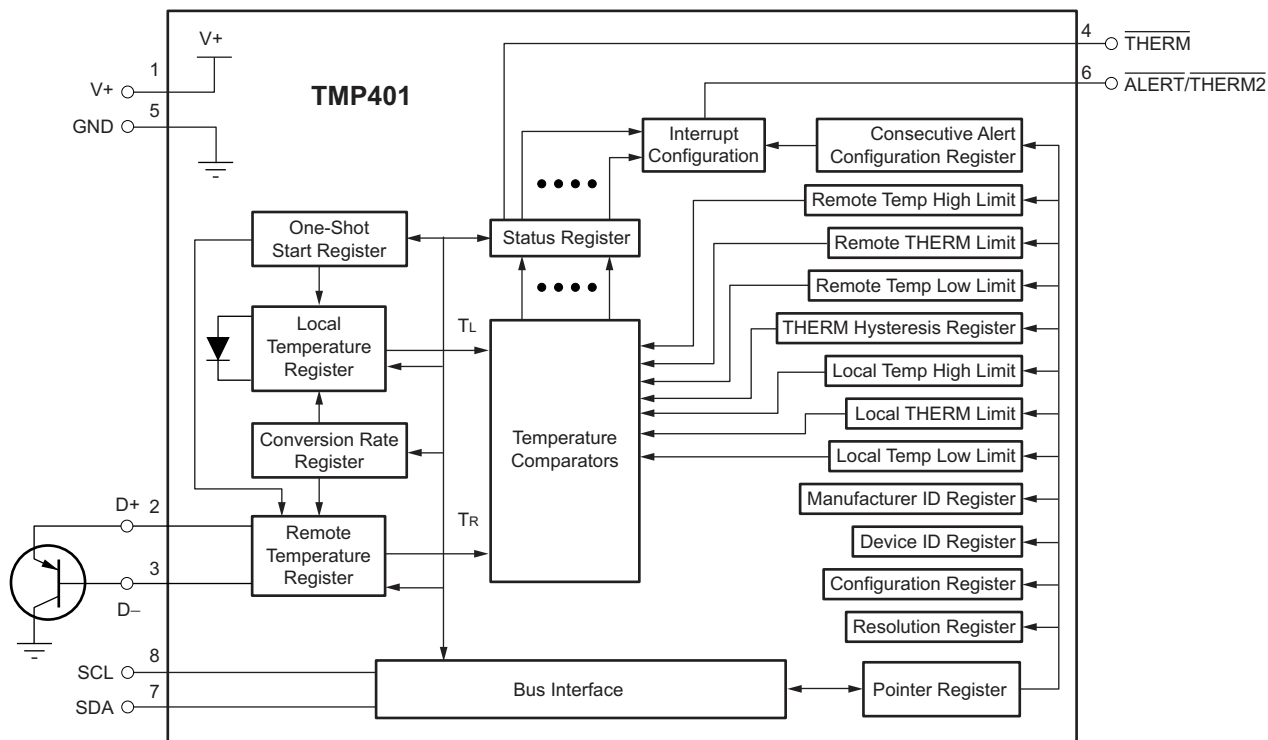 V+
1
V+
5
GND
TMP401
4
THERM
6
ALERT/THERM2
Interrupt
Configuration
Consecutive Alert
Configuration Register
Remote Temp High Limit
One-Shot
Start Register
Status Register
Remote THERM Limit
Remote Temp Low Limit
Local
Temperature
Register
TL
THERM Hysteresis Register
Local Temp High Limit
Local THERM Limit
Conversion Rate
Register
Temperature
Comparators
Local Temp Low Limit
Manufacturer ID Register
D+
2
Remote
Temperature
Register
TR
Device ID Register
3
D−
Configuration Register
Resolution Register
8
SCL
7
SDA
Bus Interface
Pointer Register